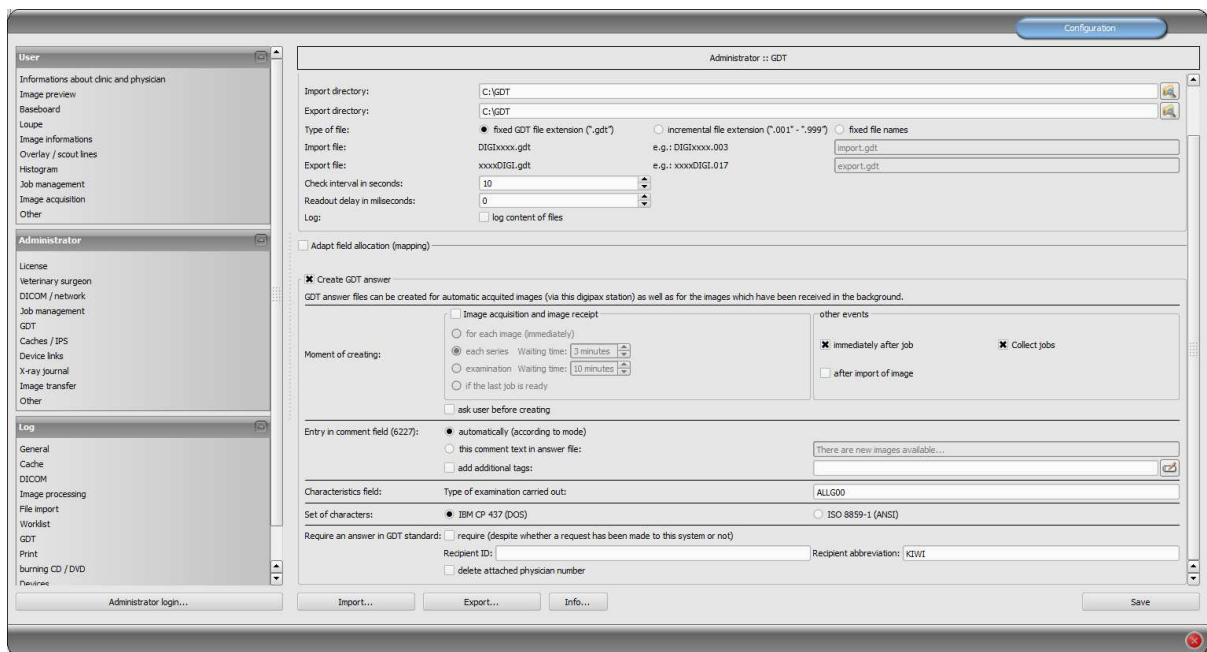 Configuration
User
Informations about clinic and physician
Image preview
Baseboard
Loupe
Image informations
Overlay / scout lines
Histogram
Job management
Image acquisition
Other
Administrator
License
Veterinary surgeon
DICOM / network
Job management
GDT
Caches / IPS
Device links
X-ray journal
Image transfer
Other
Log
General
Cache
DICOM
Image processing
File import
Worklist
GDT
Print
burning CD / DVD
Devices
Administrator login...
Administrator :: GDT
Import directory: C:\GDT
Export directory: C:\GDT
Type of file: fixed GDT file extension (".gdt") incremental file extension (".001" - ".999") fixed file names
Import file: DIGIxxxx.gdt e.g.: DIGIxxxx.003 import.gdt
Export file: xxxxDIGI.gdt e.g.: xxxxDIGI.017 export.gdt
Check interval in seconds: 10
Readout delay in miliseconds: 0
Log: log content of files
Adapt field allocation (mapping)
Create GDT answer
GDT answer files can be created for automatic acquited images (via this digipax station) as well as for the images which have been received in the background.
Image acquisition and image receipt other events
for each image (immediately)
Moment of creating: each series Waiting time: 3 minutes immediately after job Collect jobs
examination Waiting time: 10 minutes after import of image
if the last job is ready
ask user before creating
Entry in comment field (6227): automatically (according to mode)
this comment text in answer file: There are new images available...
add additional tags:
Characteristics field: Type of examination carried out: ALLG00
Set of characters: IBM CP 437 (DOS) ISO 8859-1 (ANSI)
Require an answer in GDT standard: require (despite whether a request has been made to this system or not)
Recipient ID: Recipient abbreviation: KIWI
delete attached physician number
Import... Export... Info... Save